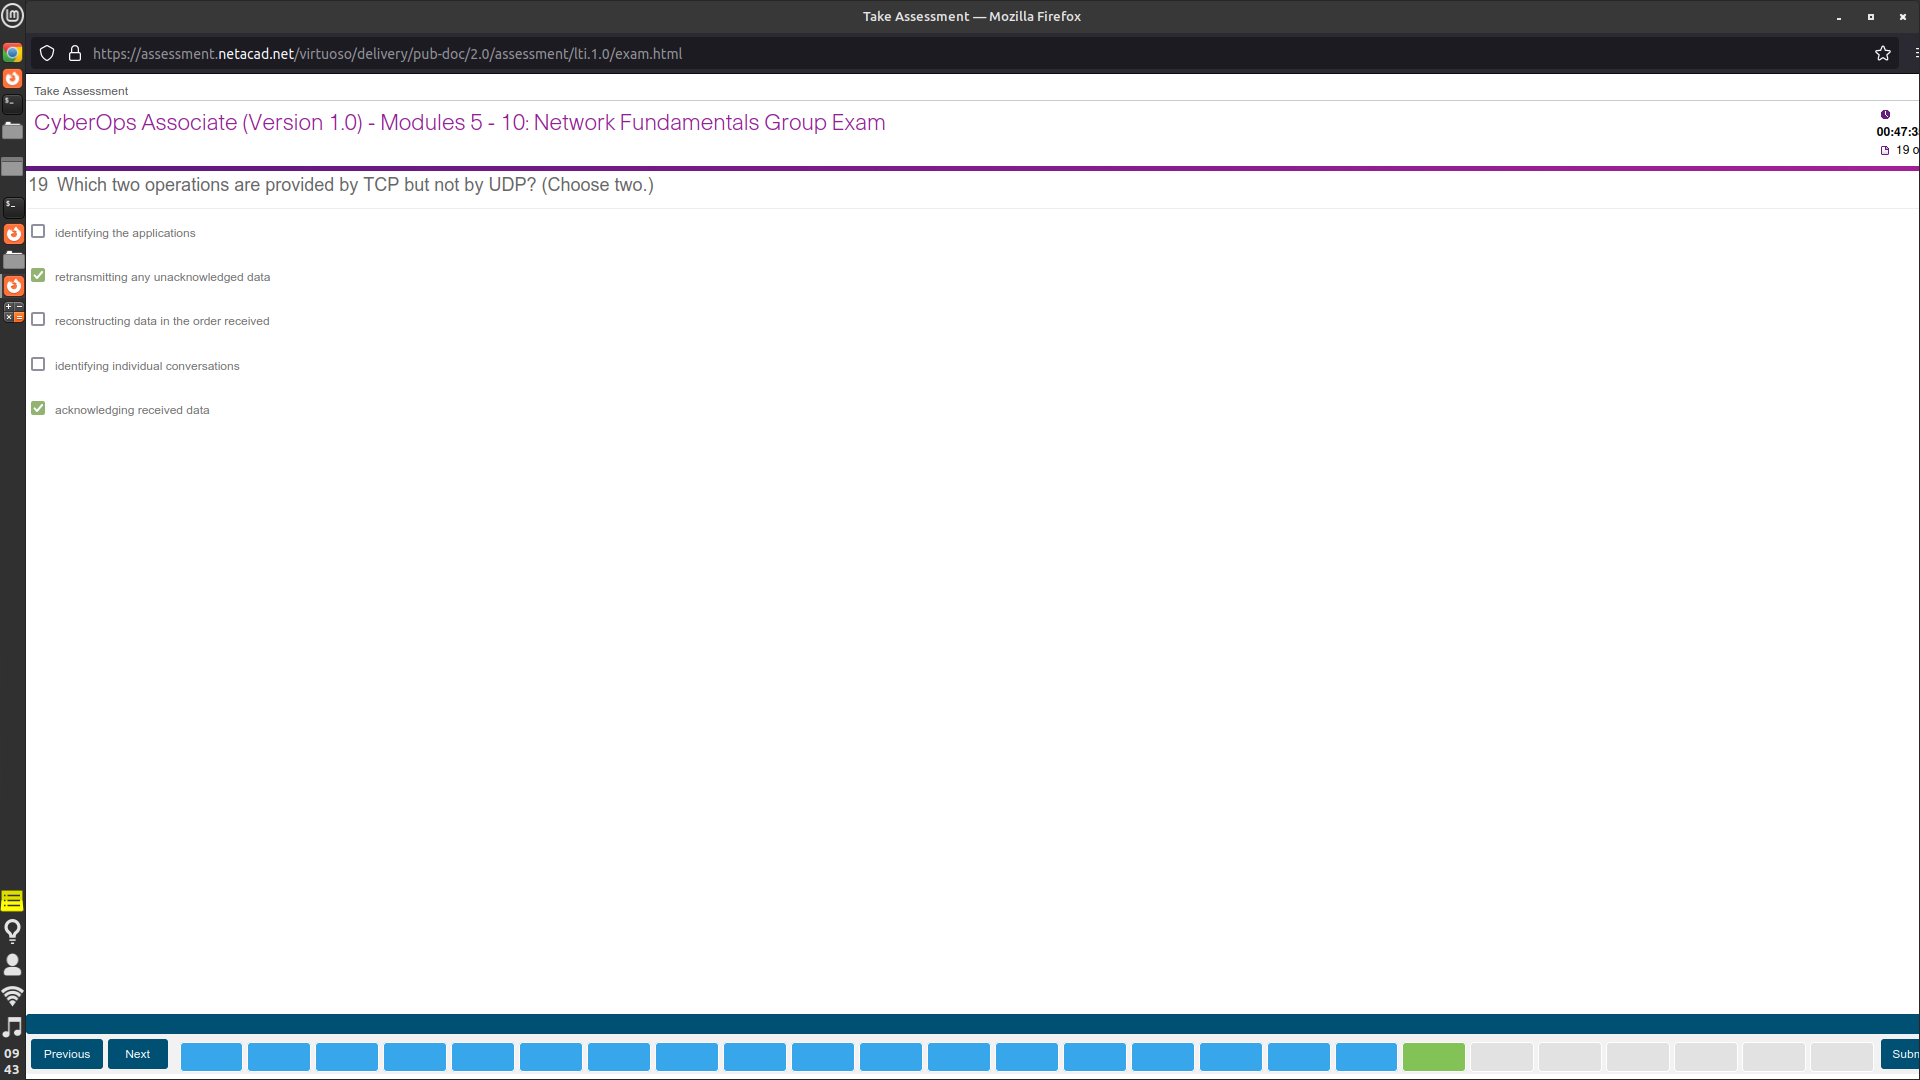 Take Assessment — Mozilla Firefox
https://assessment.netacad.net/virtuoso/delivery/pub-doc/2.0/assessment/lti.1.0/exam.html
Take Assessment
CyberOps Associate (Version 1.0) - Modules 5 - 10: Network Fundamentals Group Exam
00:47:3
19 o
19 Which two operations are provided by TCP but not by UDP? (Choose two.)
identifying the applications
retransmitting any unacknowledged data
reconstructing data in the order received
identifying individual conversations
acknowledging received data
Previous
Next
Subm
09
43